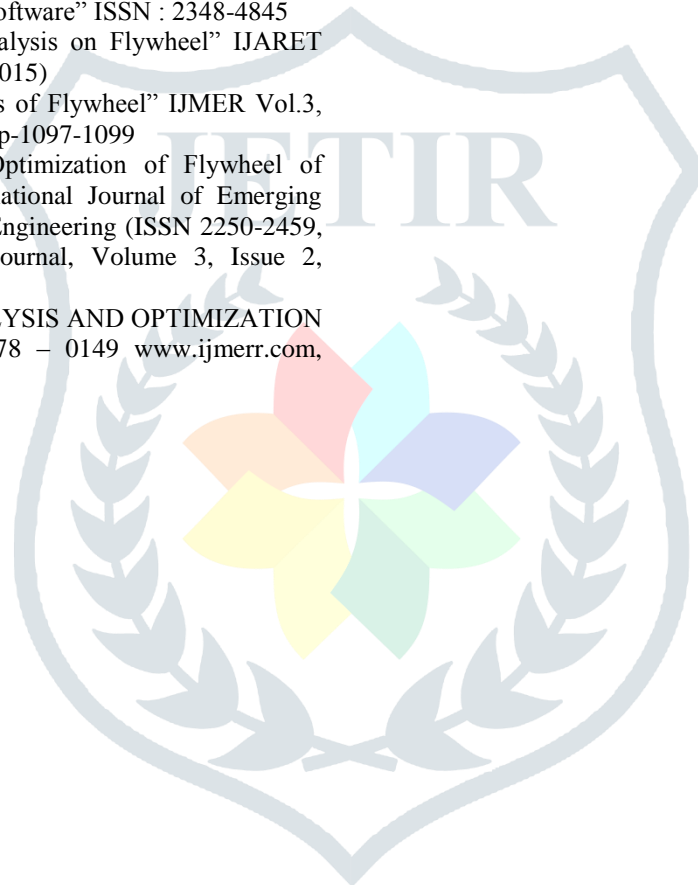 oftware” ISSN : 2348-4845
alysis on Flywheel” IJARET
015)
s of Flywheel” IJMER Vol.3,
p-1097-1099
Optimization of Flywheel of
national Journal of Emerging
Engineering (ISSN 2250-2459,
ournal, Volume 3, Issue 2,
LYSIS AND OPTIMIZATION
78 – 0149 www.ijmerr.com,
JETIR